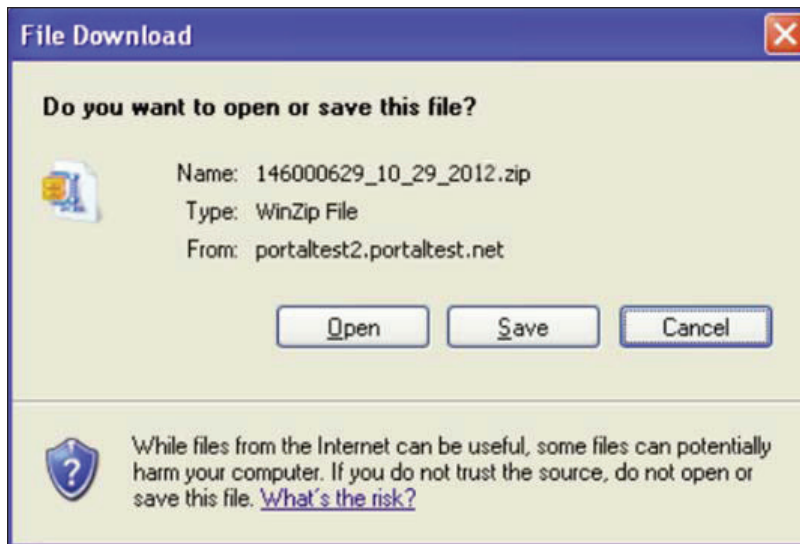 File Download
Do you want to open or save this file?
Name: 146000629_10_29_2012.zip
Type: WinZip File
From: portaltest2.portaltest.net
Open Save Cancel
While files from the Internet can be useful, some files can potentially
harm your computer. If you do not trust the source, do not open or
save this file. What's the risk?